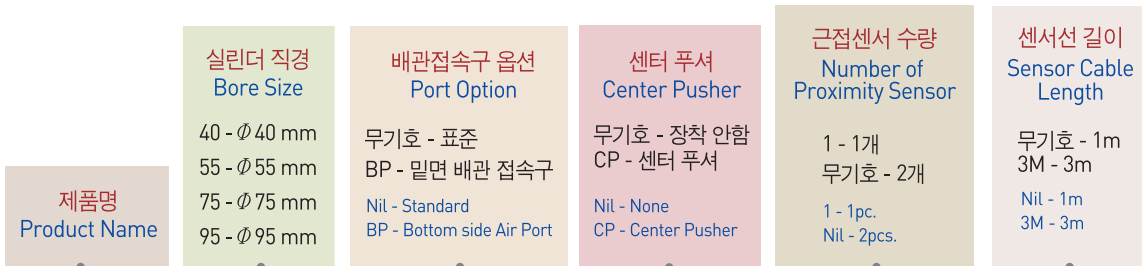 제품명
Product Name
실린더 직경
Bore Size
40 - Φ 40 mm
55 - Φ 55 mm
75 - Φ 75 mm
95 - Φ 95 mm
배관접속구 옵션
Port Option
무기호 - 표준
BP - 밑면 배관 접속구
Nil - Standard
BP - Bottom side Air Port
센터 푸셔
Center Pusher
무기호 - 장착 안함
CP - 센터 푸셔
Nil - None
CP - Center Pusher
근접센서 수량
Number of
Proximity Sensor
1 - 1개
무기호 - 2개
1 - 1pc.
Nil - 2pcs.
센서선 길이
Sensor Cable
Length
무기호 - 1m
3M - 3m
Nil - 1m
3M - 3m